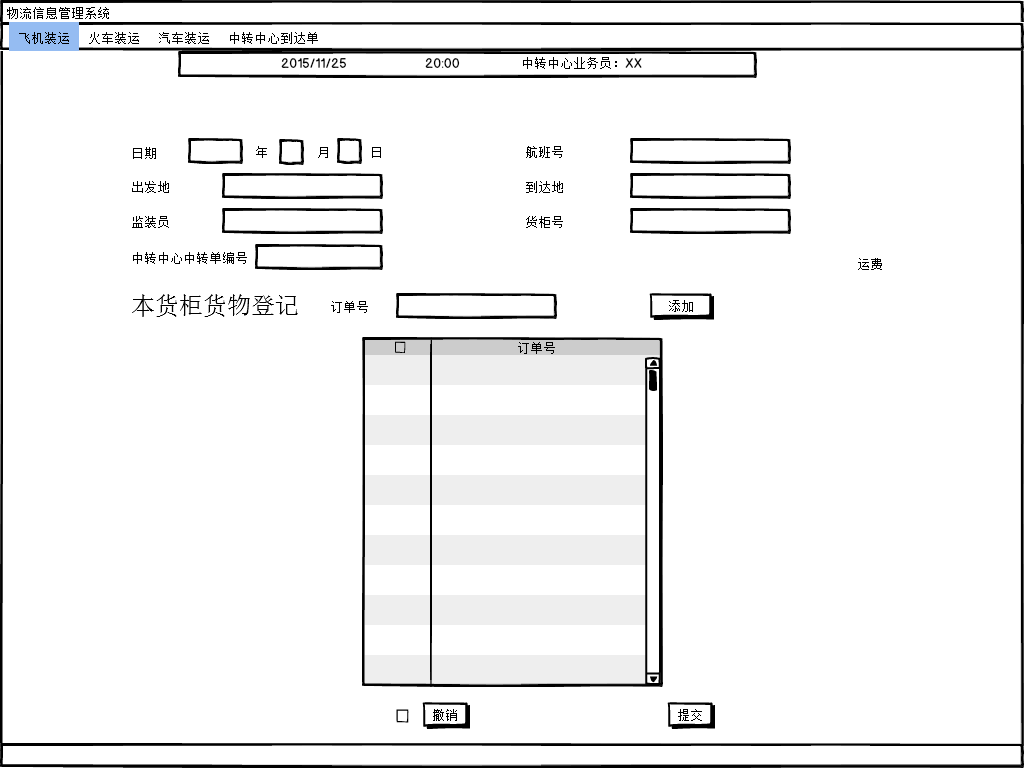 物流信息管理系统
飞机装运 火车装运 汽车装运 中转中心到达单
2015/11/25 20:00 中转中心业务员：XX
日期 年 月 日 航班号
出发地 到达地
监装员 货柜号
中转中心中转单编号 运费
本货柜货物登记 订单号 添加
订单号
撤销 提交